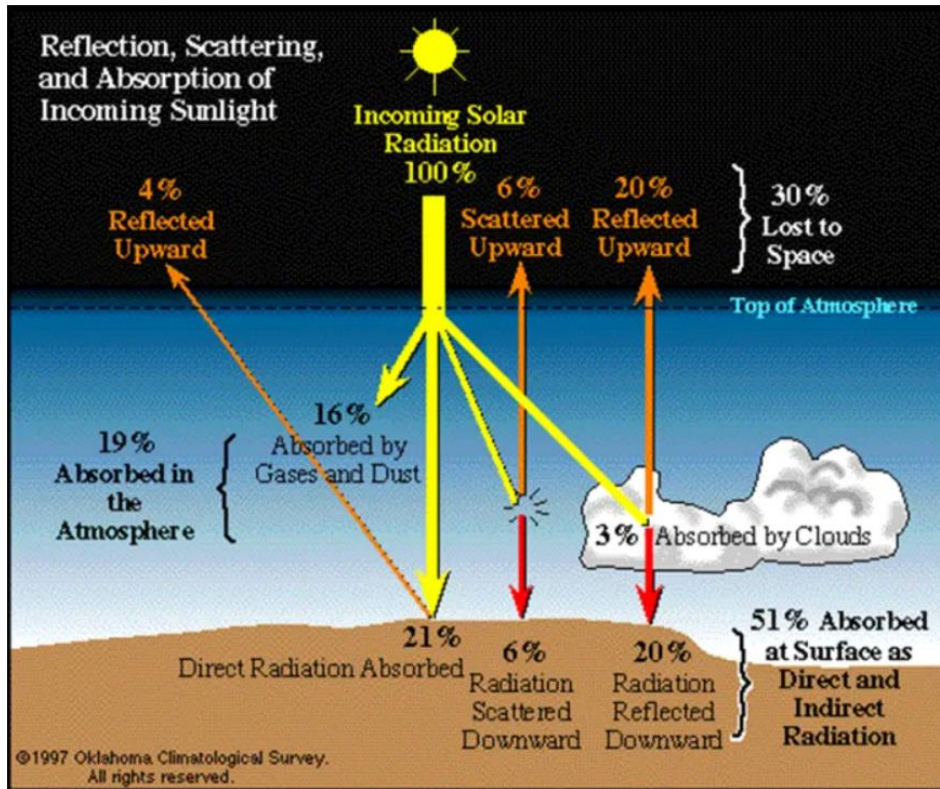 Reflection, Scattering,
and Absorption of
Incoming Sunlight
Incoming Solar
Radiation
100%
4%
Reflected
Upward
6%
Scattered
Upward
20%
Reflected
Upward
30%
Lost to
Space
Top of Atmosphere
16%
Absorbed by
Gases and Dust
19%
Absorbed in
the
Atmosphere
3% Absorbed by Clouds
21%
Direct Radiation Absorbed
6%
Radiation
Scattered
Downward
20%
Radiation
Reflected
Downward
51% Absorbed
at Surface as
Direct and
Indirect
Radiation
©1997 Oklahoma Climatological Survey.
All rights reserved.